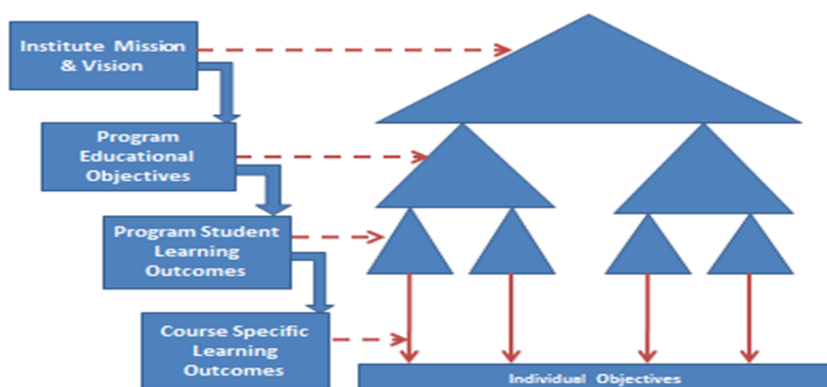 Institute Mission
& Vision
Program
Educational
Objectives
Program Student
Learning
Outcomes
Course Specific
Learning
Outcomes
Individual Objectives